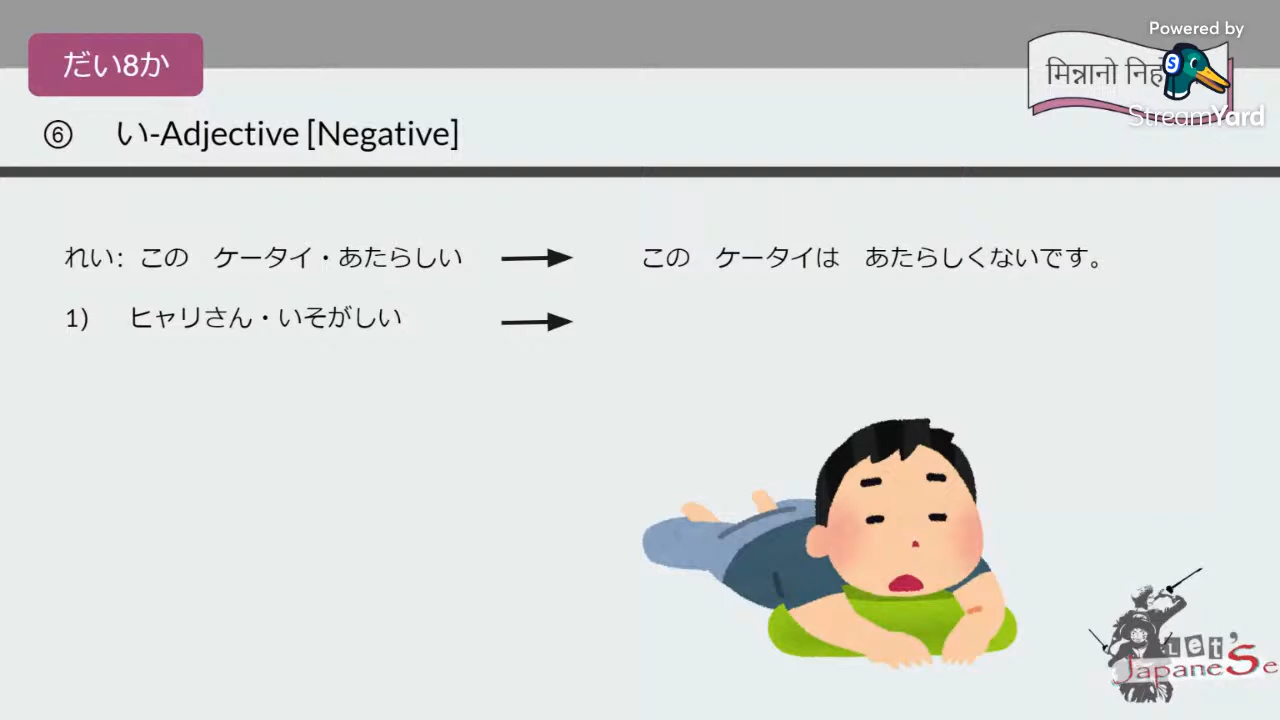 Powered by
だい8か
मिन्नानो निह
StreamYard
⑥ い-Adjective [Negative]
れい: この ケータイ・あたらしい この ケータイは あたらしくないです。
1) ヒャリさん・いそがしい
Let's
JapaneSe